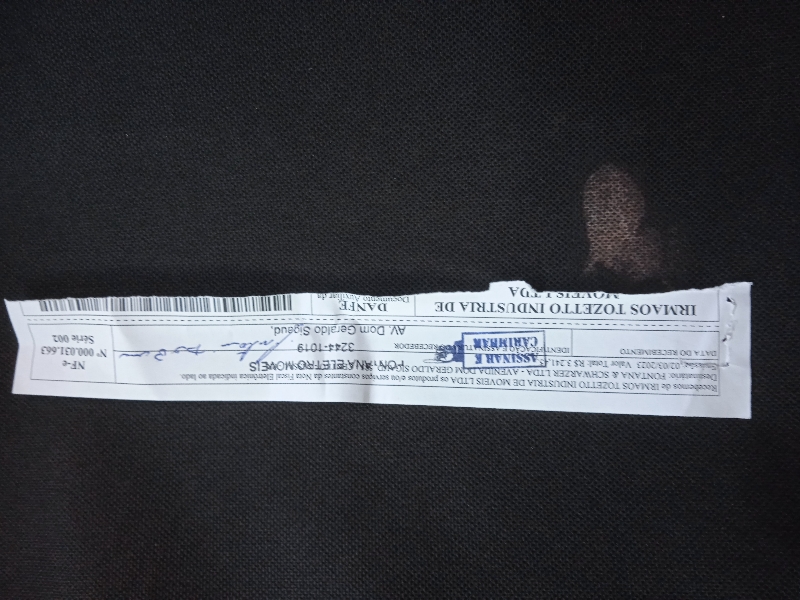 Recebemos de IRMAOS TOZETTO INDUSTRIA DE MOVEIS LTDA os produtos e/ou serviços constantes da Nota Fiscal Eletrônica indicada ao lado
Destinatário: FONTANA & SCHWARZER LTDA - AVENIDA DOM GERALDO
Emissão: 02/03/2023 Valor Total: R$ 3.241,
DATA DO RECEBIMENTO
IDENTIFICAÇÃO E ASSINATURA RECEBEDOR
ASSINAR E
CARIMBAR
FONTANA ELETRO MOVEIS
3244-1019
AV. Dom Geraldo Sigaud,
NF-e
Nº 000.031.663
Série 002
IRMAOS TOZETTO INDUSTRIA DE
MOVEIS LTDA
DANFE
Documento Auxiliar da